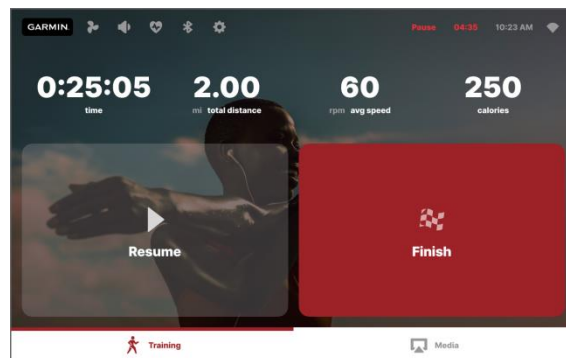 GARMIN
Pause 04:35 10:23 AM
0:25:05 2.00 60 250
time mi total distance rpm avg speed calories
Resume
Finish
Training
Media